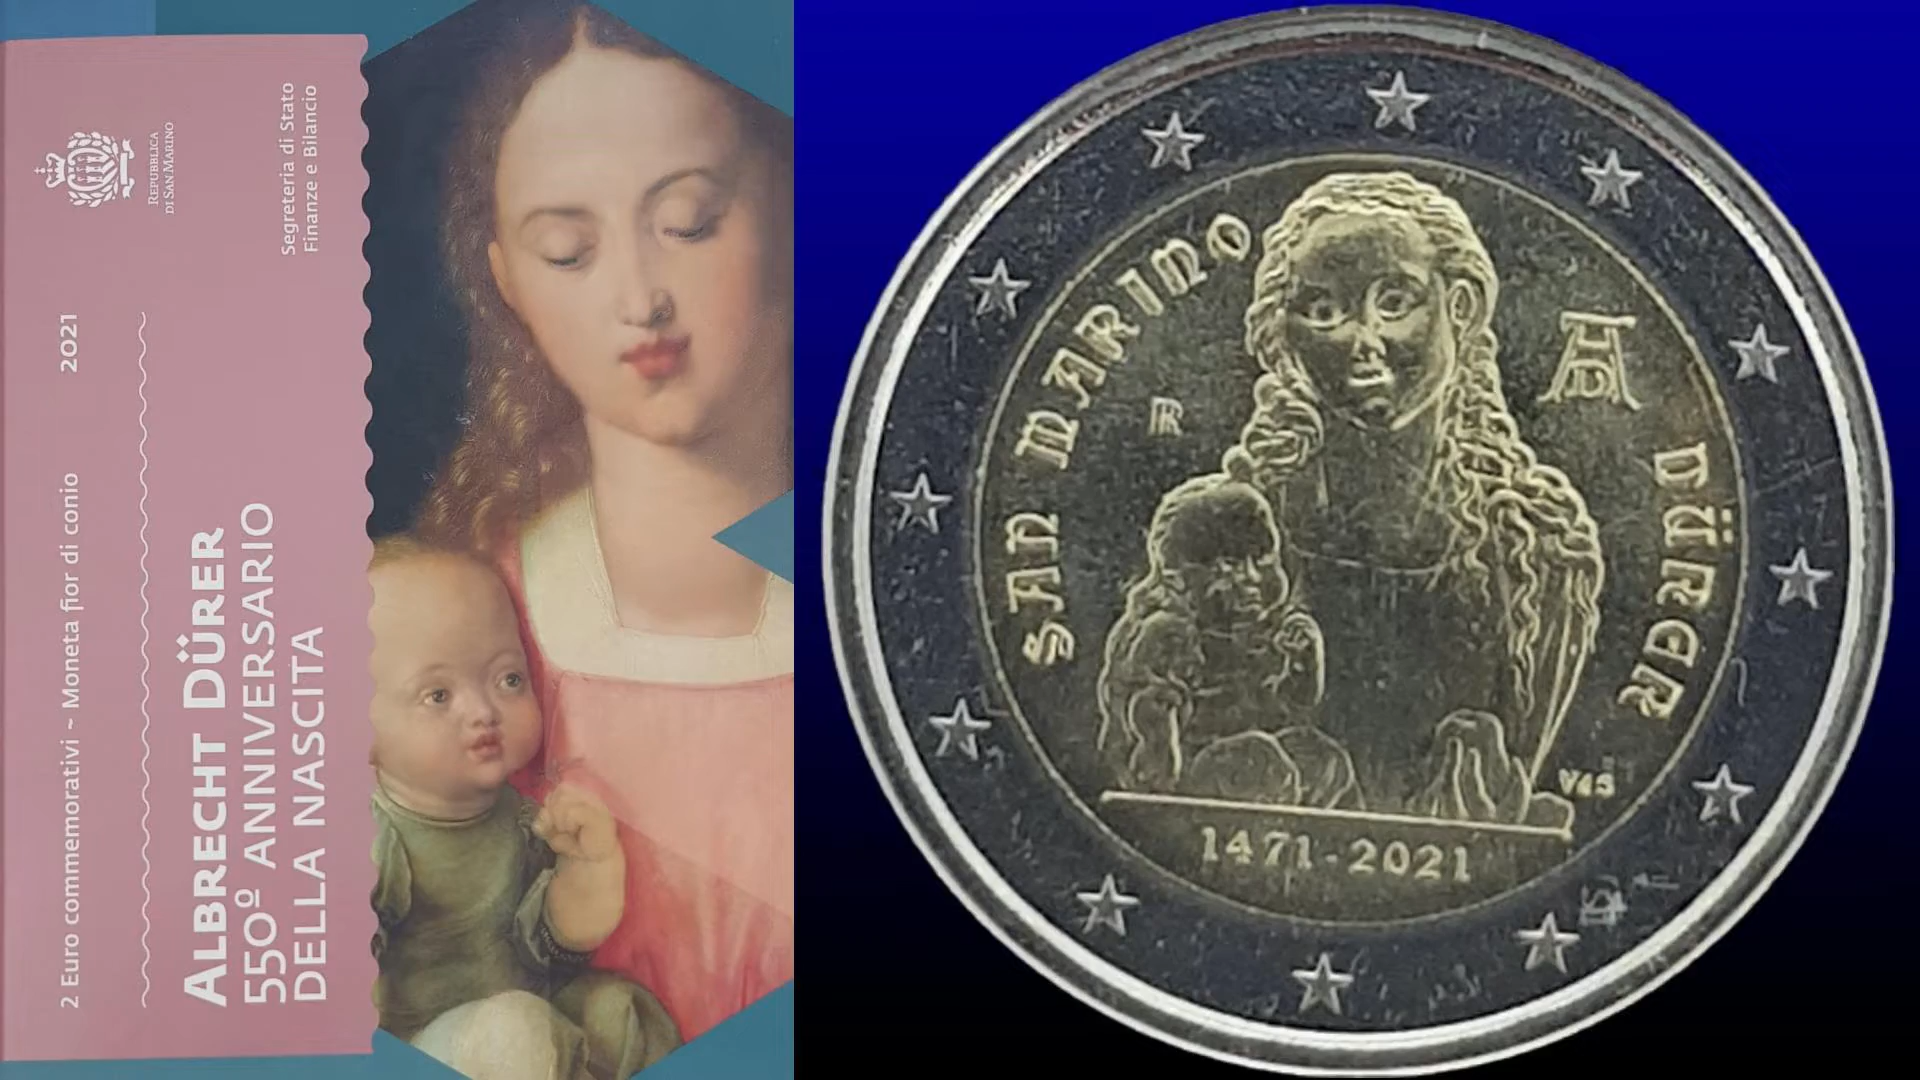 REPUBBLICA
DI SAN MARINO
Segreteria di Stato
Finanze e Bilancio
2 Euro commemorativi ~ Moneta fior di conio 2021
ALBRECHT DÜRER
550º ANNIVERSARIO
DELLA NASCITA
SAN MARINO
R
AD
DÜRER
VdS
1471-2021